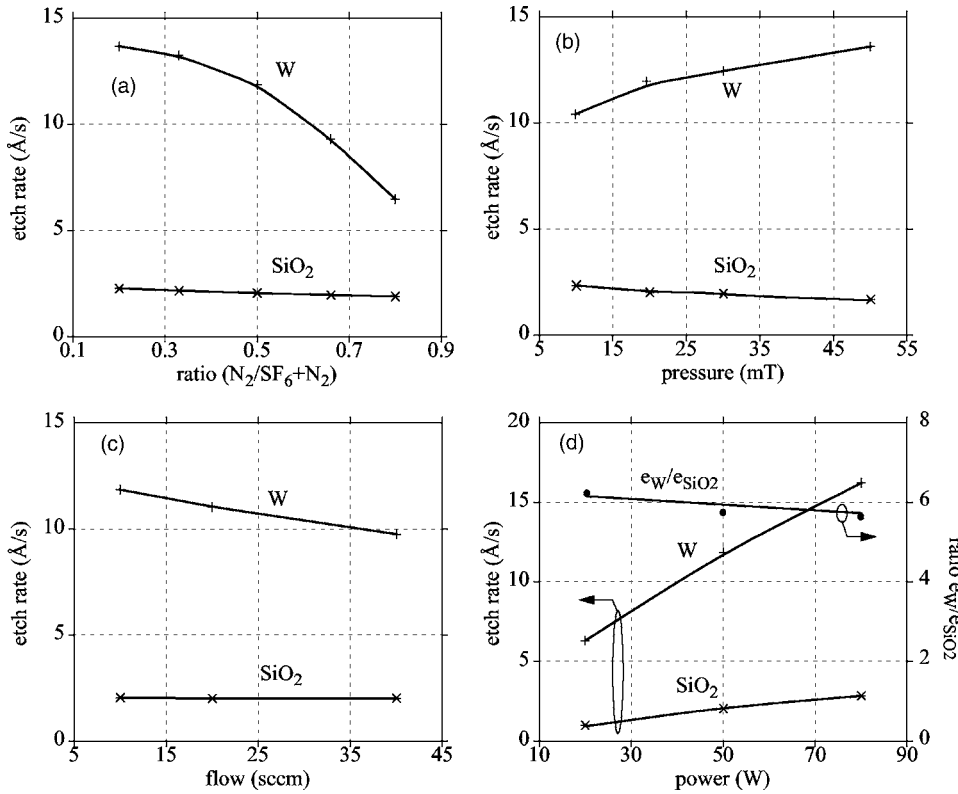 15
10
5
0
etch rate (Å/s)
(a)
W
SiO2
0.1 0.3 0.5 0.7 0.9
ratio (N2/SF6+N2)
15
10
5
0
etch rate (Å/s)
(b)
W
SiO2
5 15 25 35 45 55
pressure (mT)
15
10
5
0
etch rate (Å/s)
(c)
W
SiO2
5 15 25 35 45
flow (sccm)
20
15
10
5
0
etch rate (Å/s)
(d)
eW/eSiO2
W
SiO2
8
6
4
2
0
ratio eW/eSiO2
10 30 50 70 90
power (W)